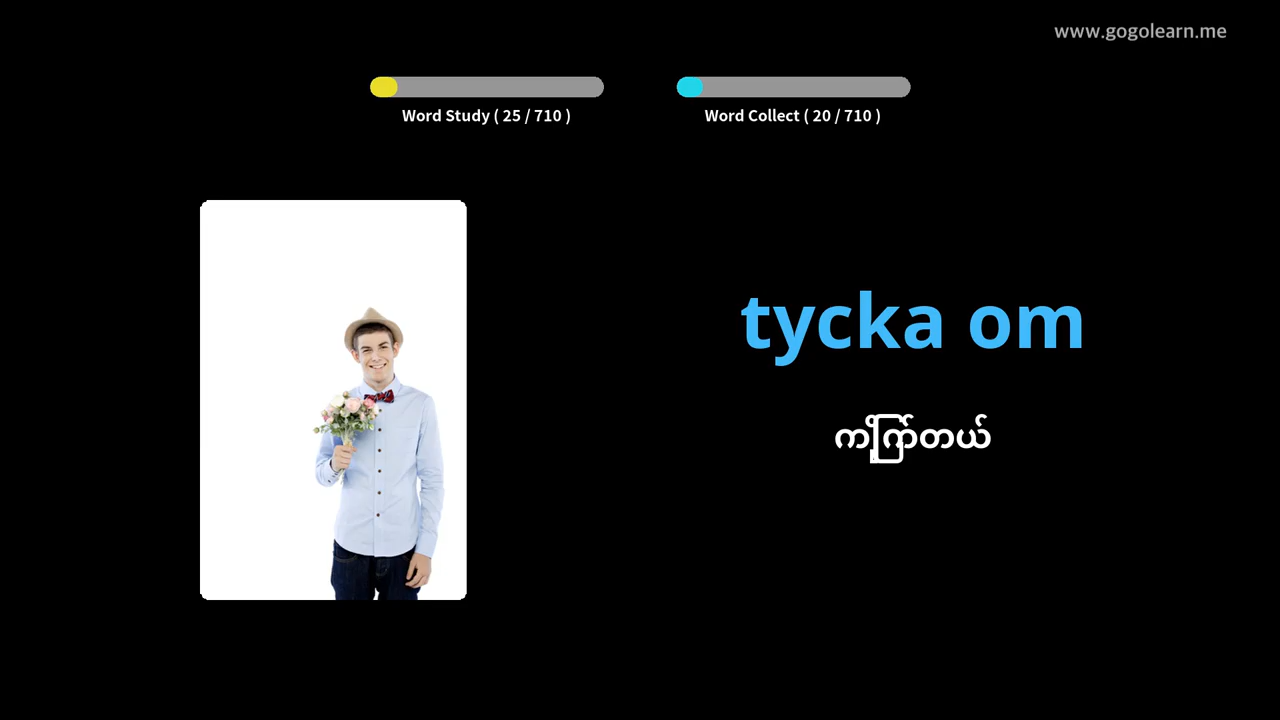 www.gogolearn.me
Word Study ( 25 / 710 )
Word Collect ( 20 / 710 )
tycka om
ကြိုက်တယ်